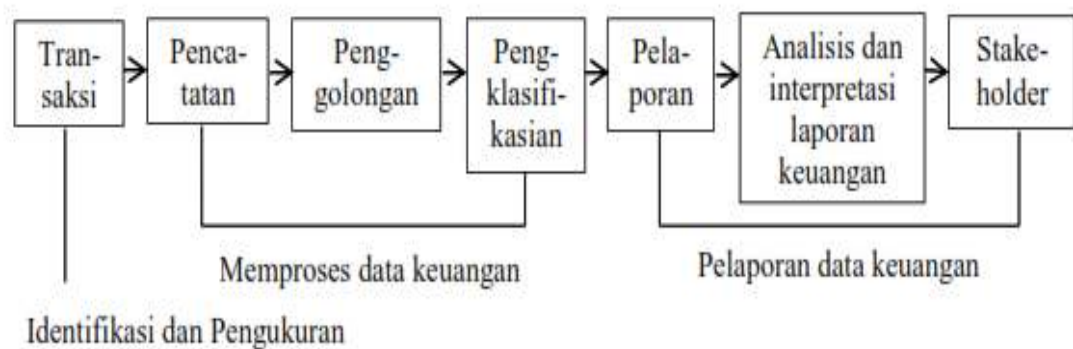 Tran-
saksi
Penca-
tatan
Peng-
golongan
Peng-
klasifi-
kasian
Pela-
poran
Analisis dan
interpretasi
laporan
keuangan
Stake-
holder
Memproses data keuangan
Pelaporan data keuangan
Identifikasi dan Pengukuran